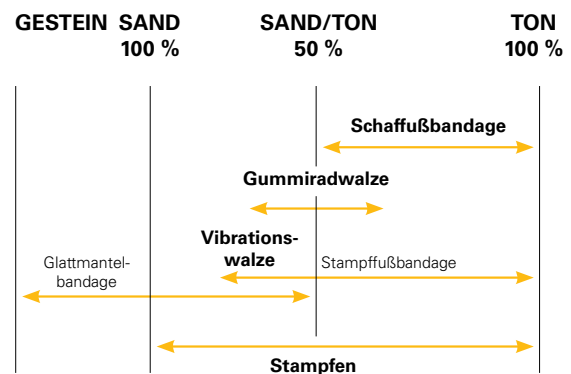 GESTEIN SAND SAND/TON TON
100 % 50 % 100 %
Schaffußbandage
Gummiradwalze
Vibrations-
walze
Glattmantel-
bandage
Stampffußbandage
Stampfen